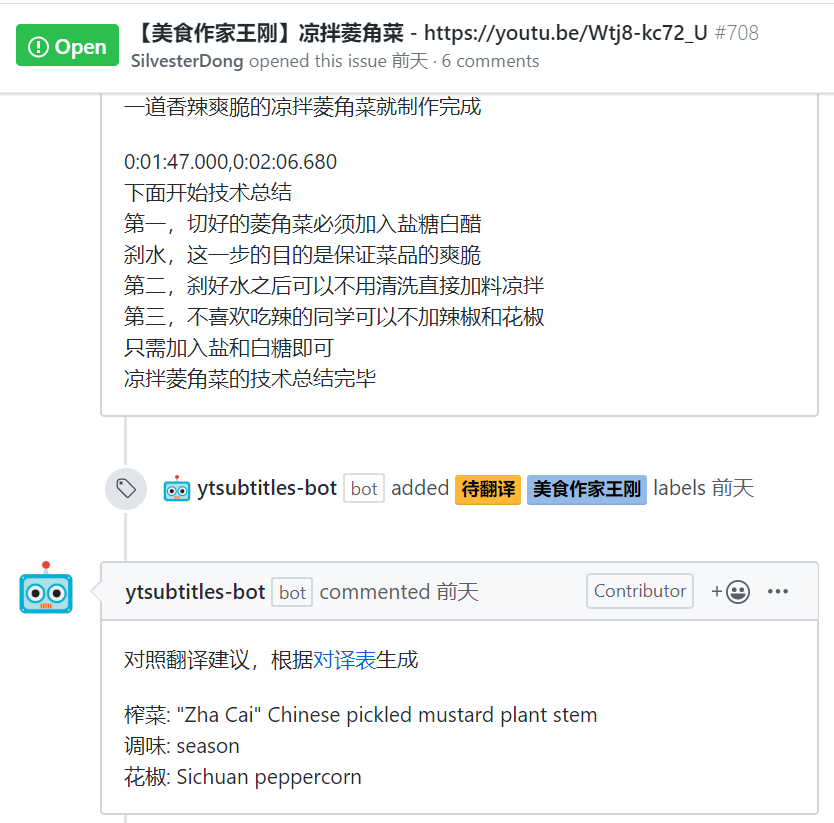 Open
【美食作家王刚】凉拌菱角菜 - https://youtu.be/Wtj8-kc72_U #708
SilvesterDong opened this issue 前天 · 6 comments
一道香辣爽脆的凉拌菱角菜就制作完成
0:01:47.000,0:02:06.680
下面开始技术总结
第一，切好的菱角菜必须加入盐糖白醋
刹水，这一步的目的是保证菜品的爽脆
第二，刹好水之后可以不用清洗直接加料凉拌
第三，不喜欢吃辣的同学可以不加辣椒和花椒
只需加入盐和白糖即可
凉拌菱角菜的技术总结完毕
ytsubtitles-bot bot added 待翻译 美食作家王刚 labels 前天
ytsubtitles-bot bot commented 前天 Contributor
对照翻译建议，根据对译表生成
榨菜: "Zha Cai" Chinese pickled mustard plant stem
调味: season
花椒: Sichuan peppercorn